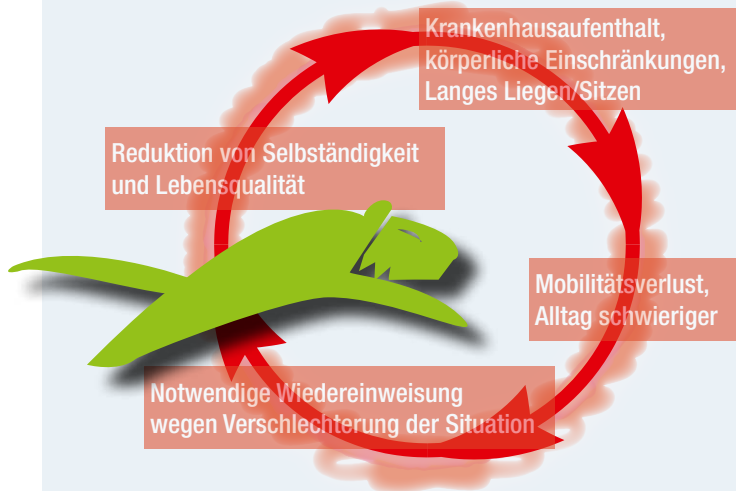 Krankenhausaufenthalt,
körperliche Einschränkungen,
Langes Liegen/Sitzen
Reduktion von Selbständigkeit
und Lebensqualität
Mobilitätsverlust,
Alltag schwieriger
Notwendige Wiedereinweisung
wegen Verschlechterung der Situation